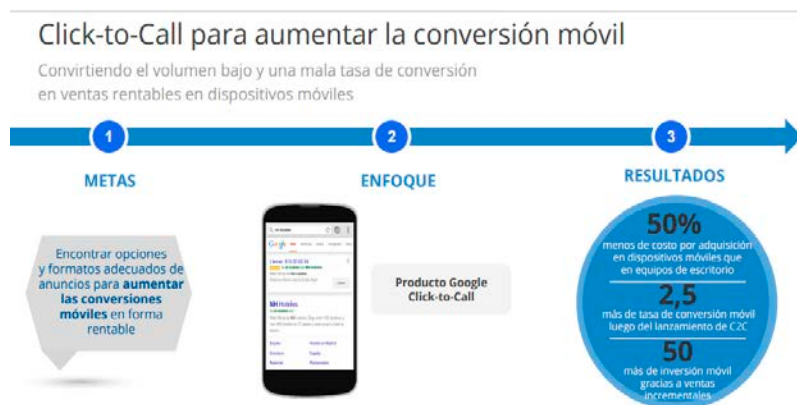 Click-to-Call para aumentar la conversión móvil
Convirtiendo el volumen bajo y una mala tasa de conversión
en ventas rentables en dispositivos móviles
1
2
3
METAS
ENFOQUE
RESULTADOS
Encontrar opciones
y formatos adecuados de
anuncios para aumentar
las conversiones
móviles en forma
rentable
Google
NH Hoteles
Producto Google
Click-to-Call
50%
menos de costo por adquisición
en dispositivos móviles que
en equipos de escritorio
2,5
más de tasa de conversión móvil
luego del lanzamiento de C2C
50
más de inversión móvil
gracias a ventas
incrementales